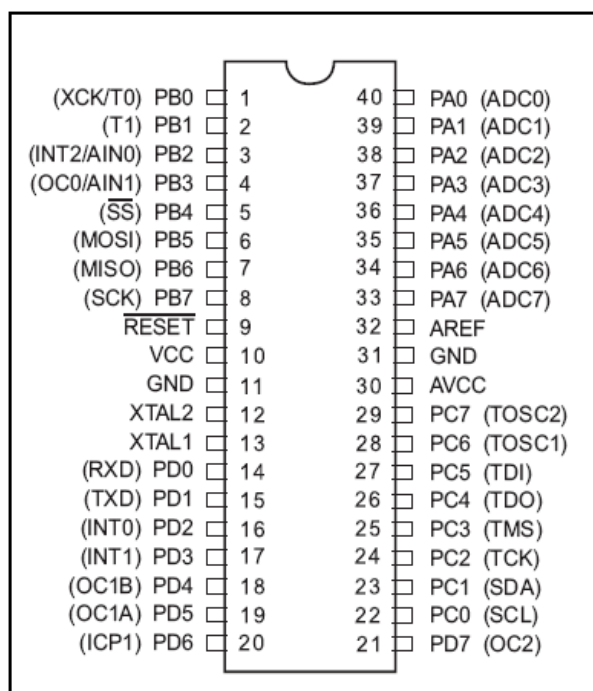 (XCK/T0) PB0 1 40 PA0 (ADC0)
(T1) PB1 2 39 PA1 (ADC1)
(INT2/AIN0) PB2 3 38 PA2 (ADC2)
(OC0/AIN1) PB3 4 37 PA3 (ADC3)
(S̅S̅) PB4 5 36 PA4 (ADC4)
(MOSI) PB5 6 35 PA5 (ADC5)
(MISO) PB6 7 34 PA6 (ADC6)
(SCK) PB7 8 33 PA7 (ADC7)
R̅E̅S̅E̅T̅ 9 32 AREF
VCC 10 31 GND
GND 11 30 AVCC
XTAL2 12 29 PC7 (TOSC2)
XTAL1 13 28 PC6 (TOSC1)
(RXD) PD0 14 27 PC5 (TDI)
(TXD) PD1 15 26 PC4 (TDO)
(INT0) PD2 16 25 PC3 (TMS)
(INT1) PD3 17 24 PC2 (TCK)
(OC1B) PD4 18 23 PC1 (SDA)
(OC1A) PD5 19 22 PC0 (SCL)
(ICP1) PD6 20 21 PD7 (OC2)